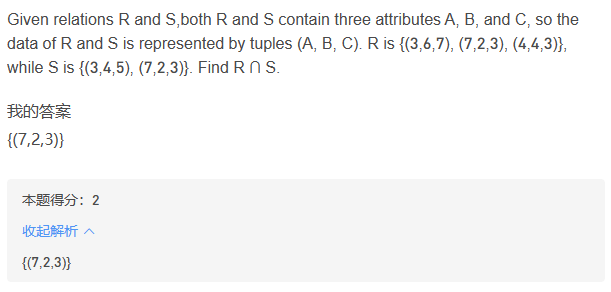 Given relations R and S,both R and S contain three attributes A, B, and C, so the
data of R and S is represented by tuples (A, B, C). R is {(3,6,7), (7,2,3), (4,4,3)},
while S is {(3,4,5), (7,2,3)}. Find R ∩ S.
我的答案
{(7,2,3)}
本题得分：2
收起解析
{(7,2,3)}